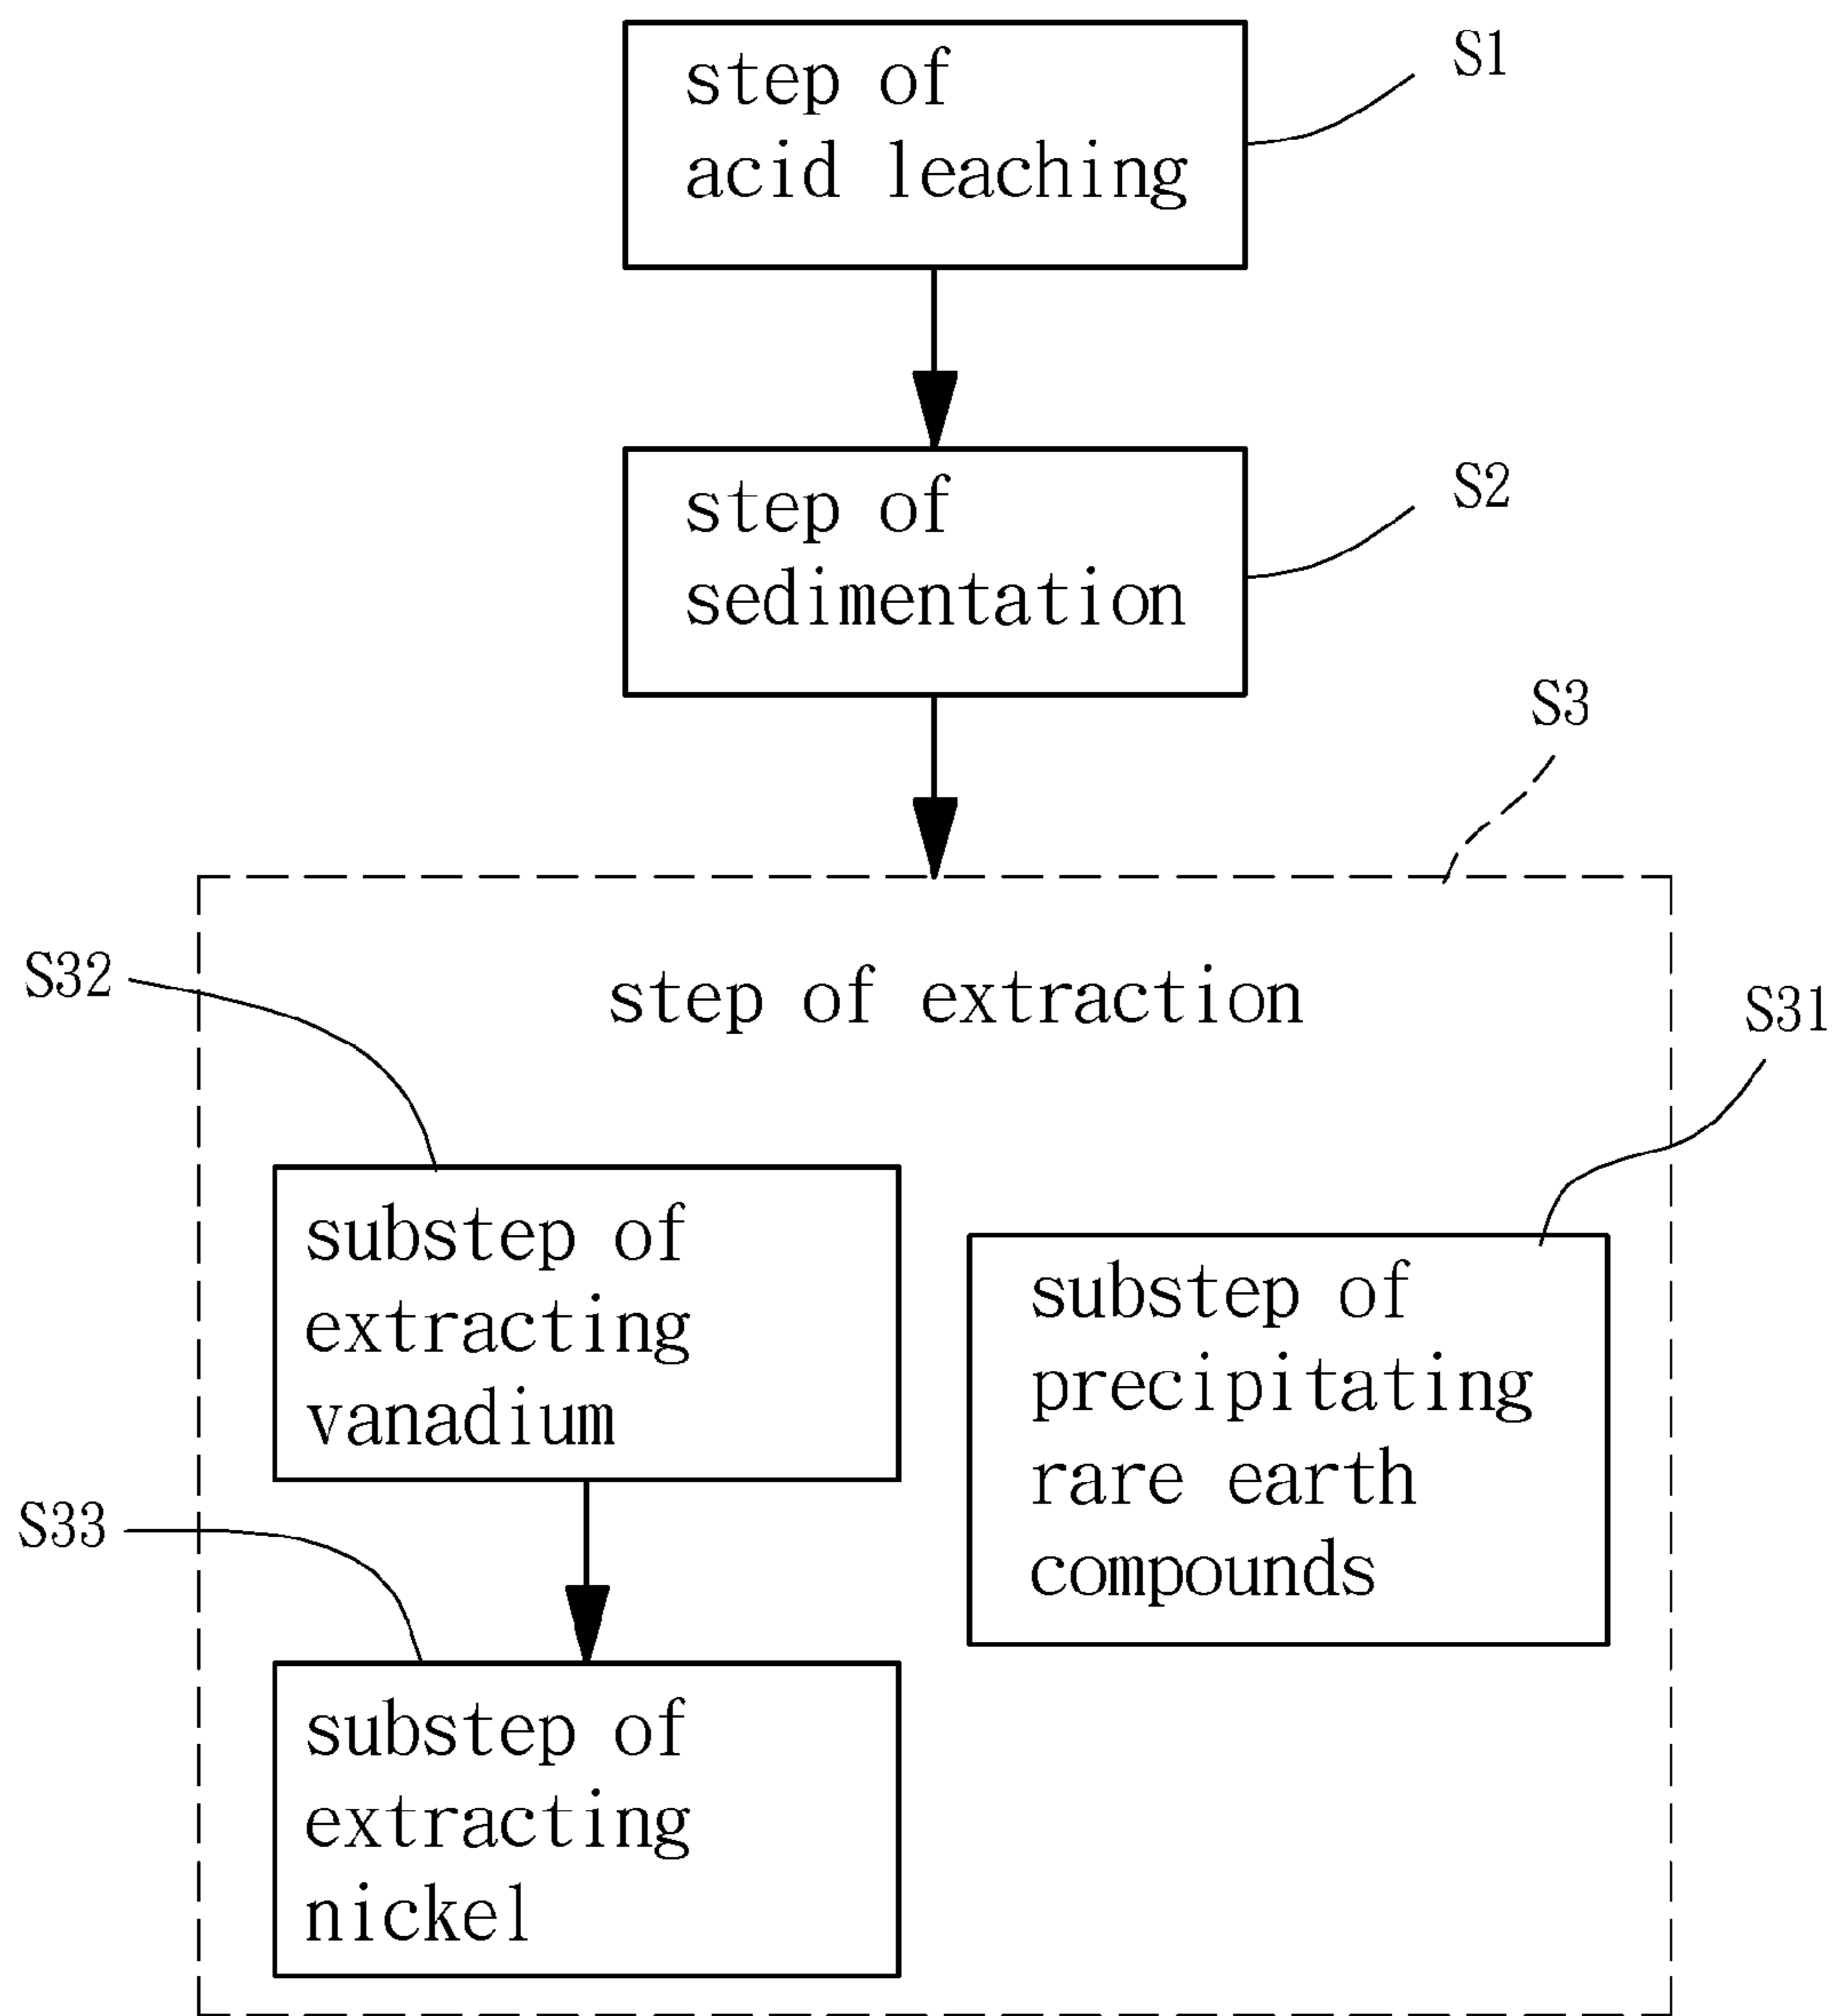 step of
acid leaching
S1
step of
sedimentation
S2
S3
step of extraction
S32
S31
substep of
extracting
vanadium
substep of
precipitating
rare earth
compounds
S33
substep of
extracting
nickel